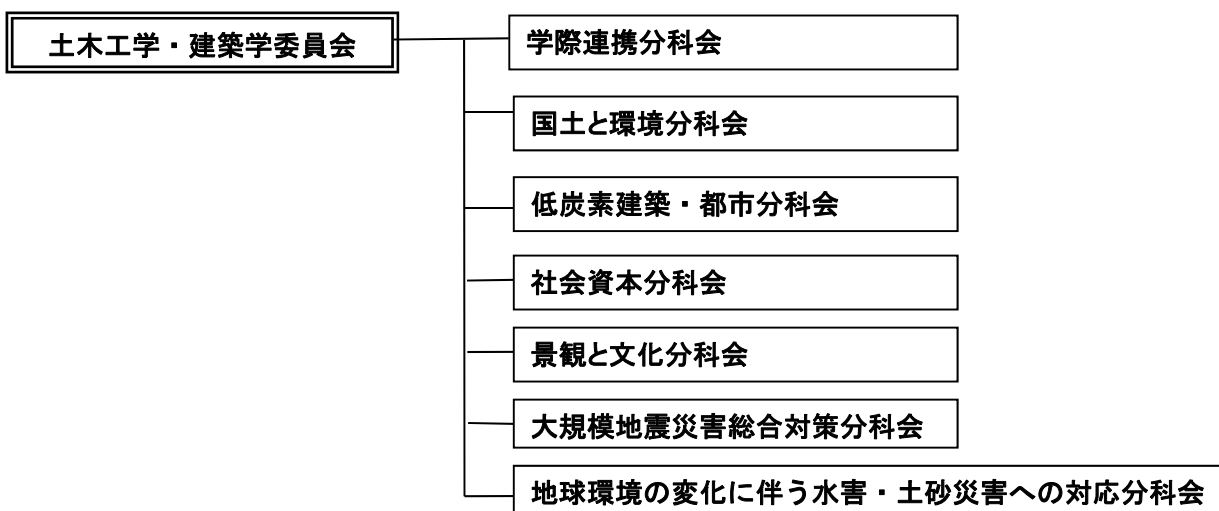 土木工学・建築学委員会
学際連携分科会
国土と環境分科会
低炭素建築・都市分科会
社会資本分科会
景観と文化分科会
大規模地震災害総合対策分科会
地球環境の変化に伴う水害・土砂災害への対応分科会